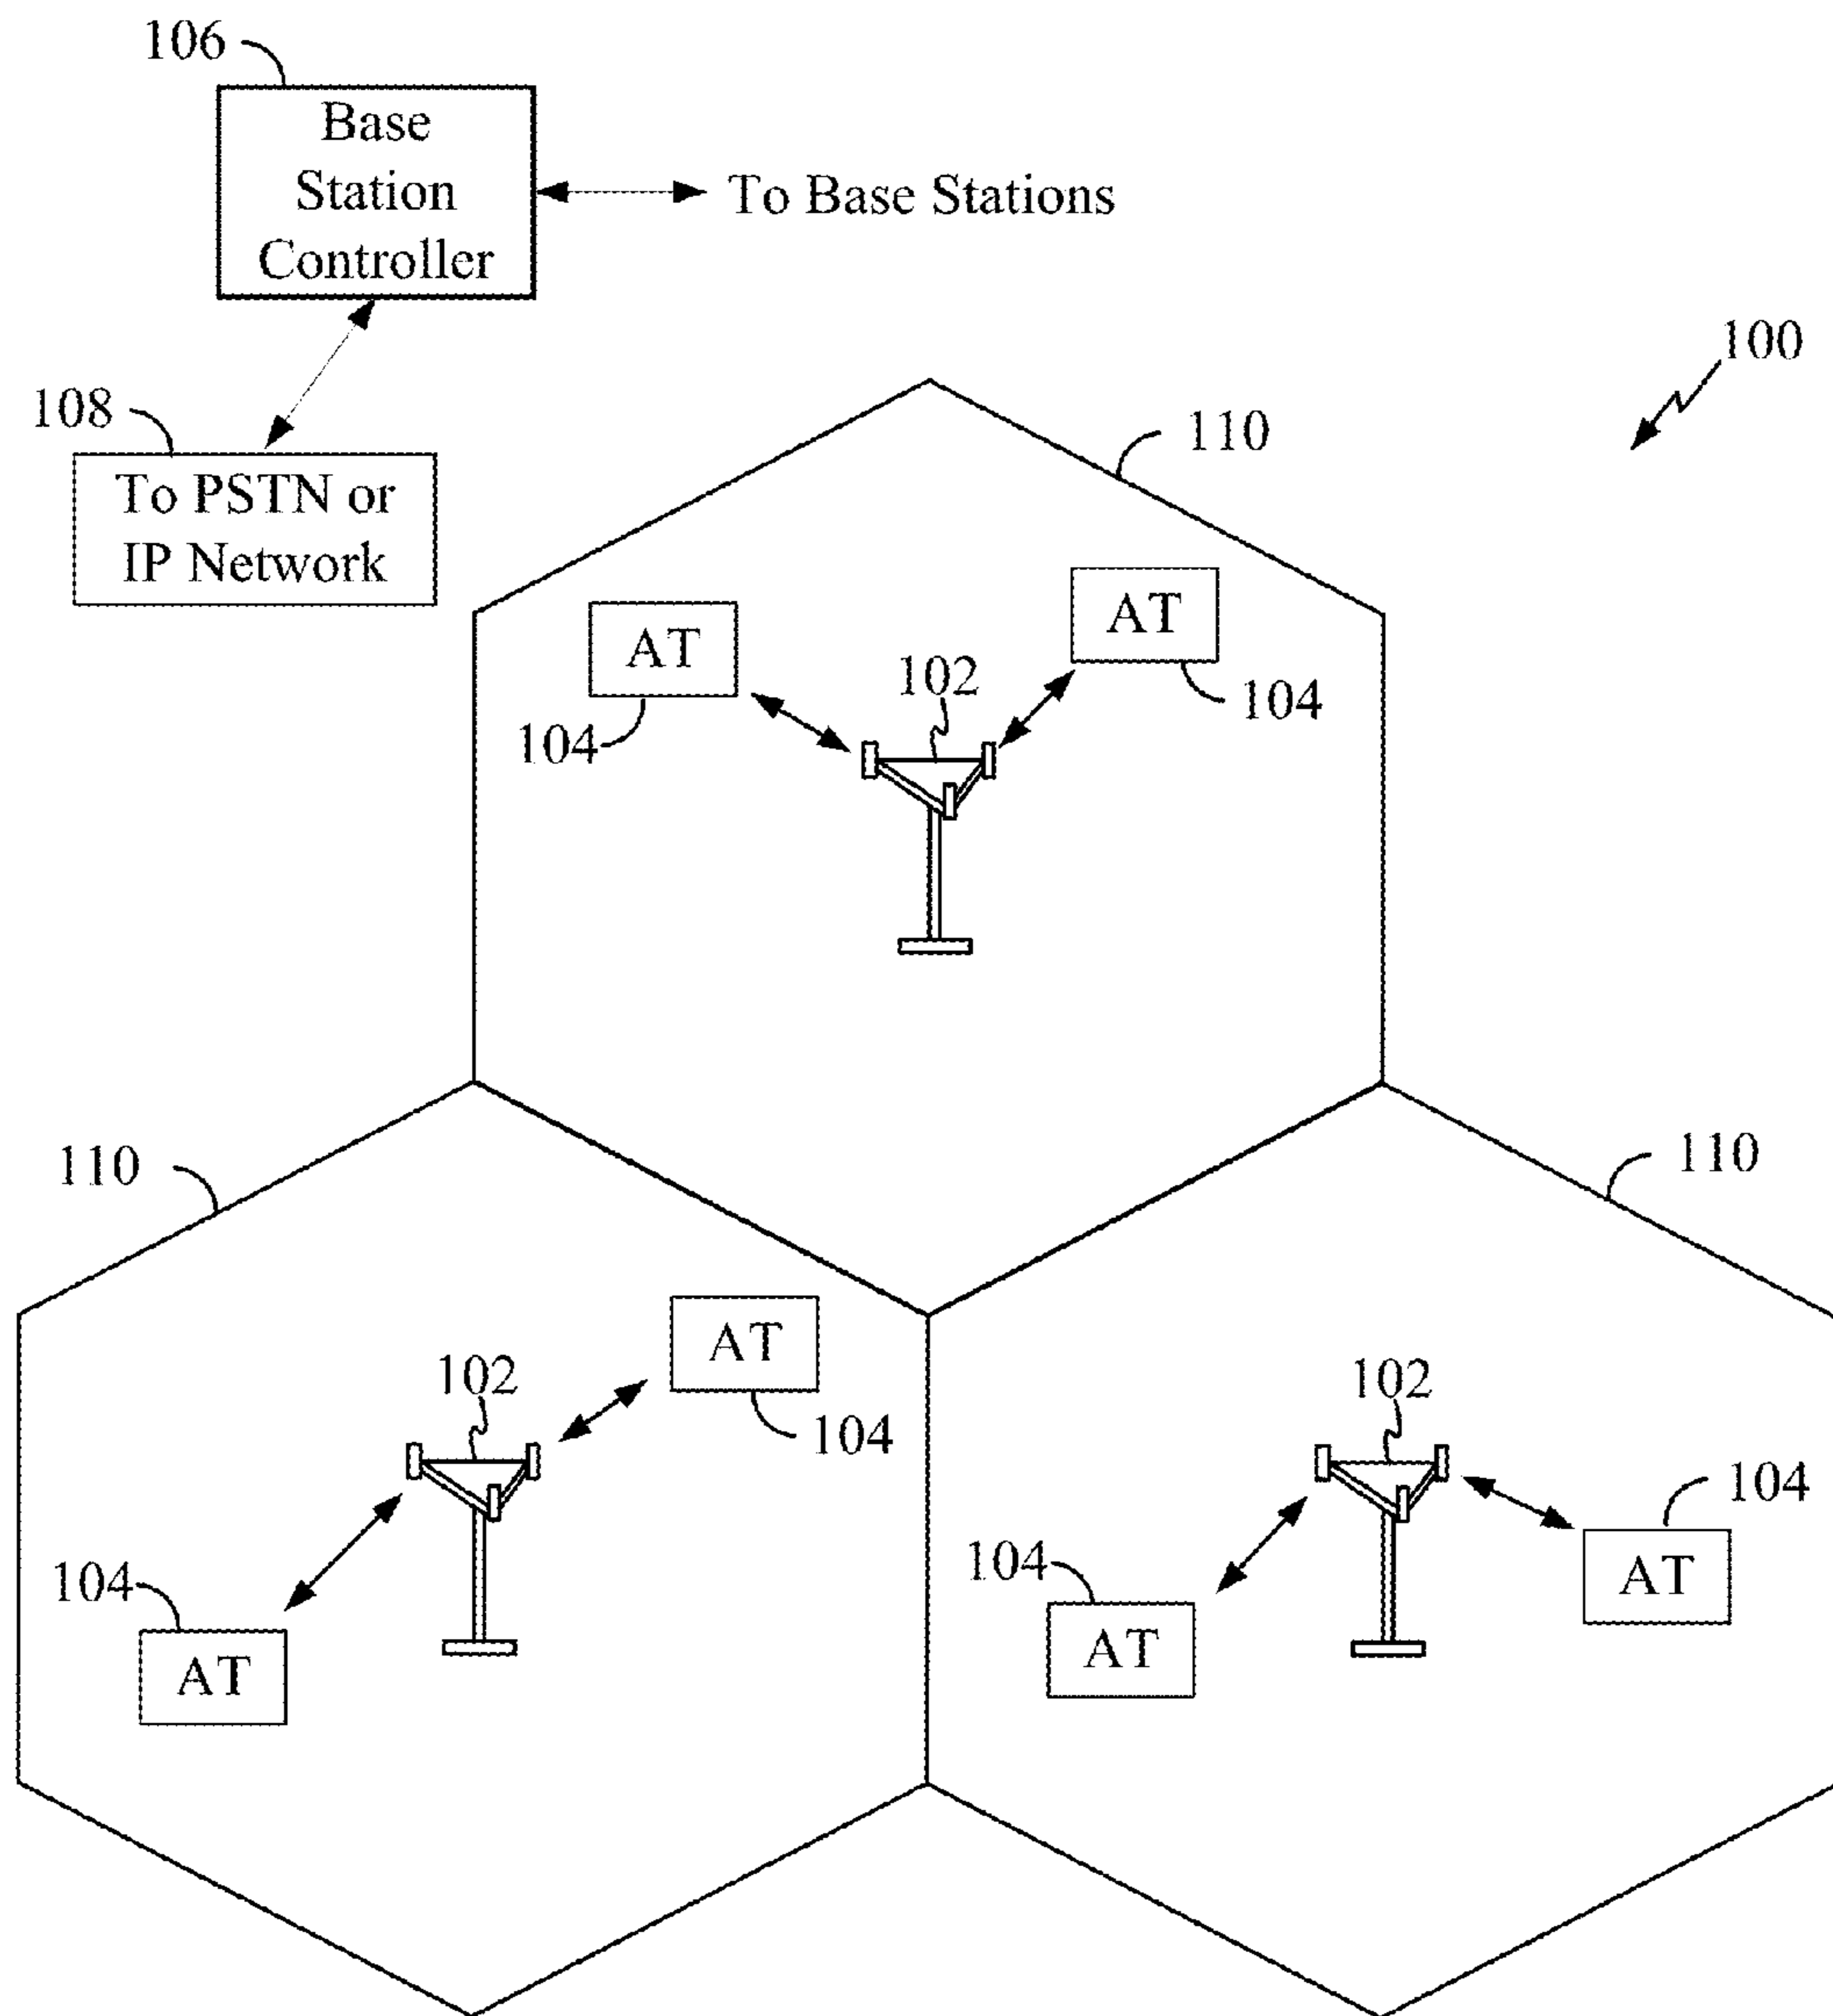 106
Base
Station
Controller
To Base Stations
100
108
To PSTN or
IP Network
110
AT
AT
102
104
104
110
110
AT
102
102
104
104
104
104
AT
AT
AT